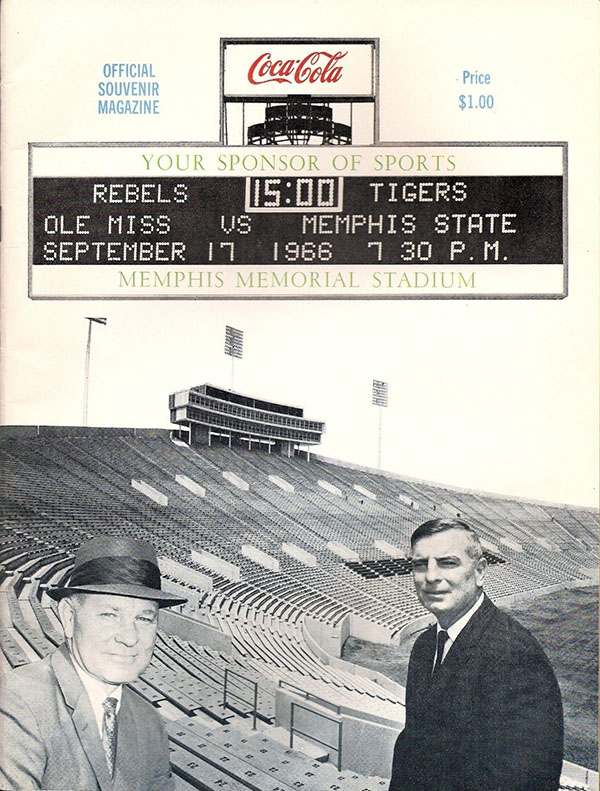 OFFICIAL
SOUVENIR
MAGAZINE
Coca-Cola
Price
$1.00
YOUR SPONSOR OF SPORTS
REBELS 15:00 TIGERS
OLE MISS VS MEMPHIS STATE
SEPTEMBER 17 1966 7 30 P.M.
MEMPHIS MEMORIAL STADIUM